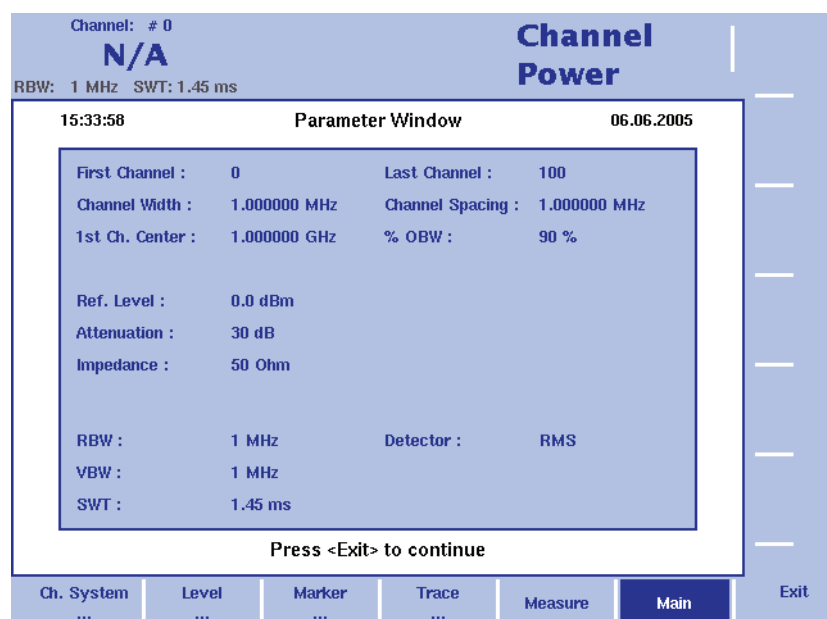 Channel: # 0
N/A
RBW: 1 MHz SWT: 1.45 ms
Channel
Power
15:33:58 Parameter Window 06.06.2005
First Channel : 0 Last Channel : 100
Channel Width : 1.000000 MHz Channel Spacing : 1.000000 MHz
1st Ch. Center : 1.000000 GHz % OBW : 90 %
Ref. Level : 0.0 dBm
Attenuation : 30 dB
Impedance : 50 Ohm
RBW : 1 MHz Detector : RMS
VBW : 1 MHz
SWT : 1.45 ms
Press <Exit> to continue
Ch. System Level Marker Trace Measure Main Exit
... ... ... ...